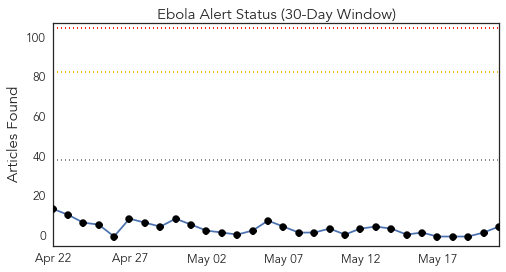 Ebola Alert Status (30-Day Window)
Articles Found
100
80
60
40
20
0
Apr 22 Apr 27 May 02 May 07 May 12 May 17